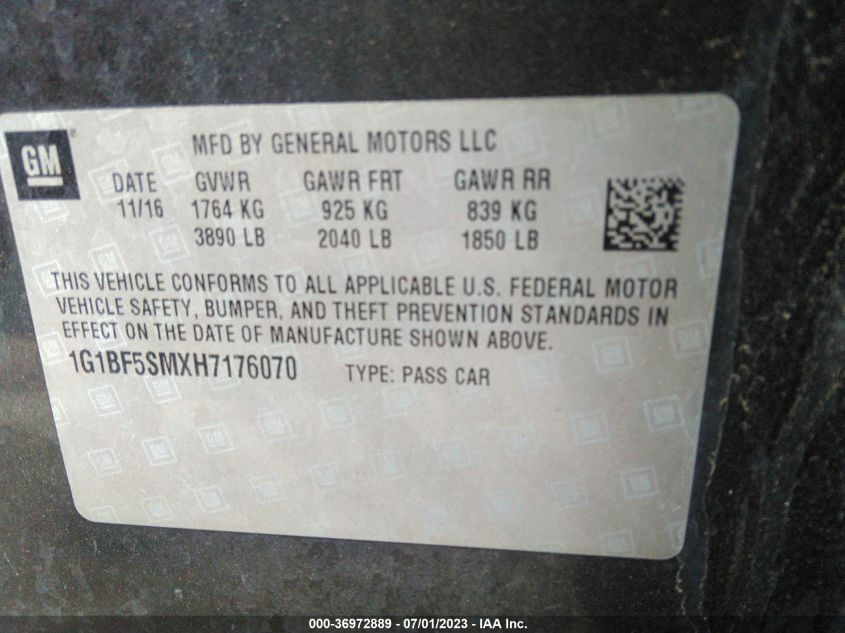 GM ®
MFD BY GENERAL MOTORS LLC
DATE GVWR GAWR FRT GAWR RR
11/16 1764 KG 925 KG 839 KG
3890 LB 2040 LB 1850 LB
THIS VEHICLE CONFORMS TO ALL APPLICABLE U.S. FEDERAL MOTOR
VEHICLE SAFETY, BUMPER, AND THEFT PREVENTION STANDARDS IN
EFFECT ON THE DATE OF MANUFACTURE SHOWN ABOVE.
1G1BF5SMXH7176070 TYPE: PASS CAR
000-36972889 - 07/01/2023 - IAA Inc.